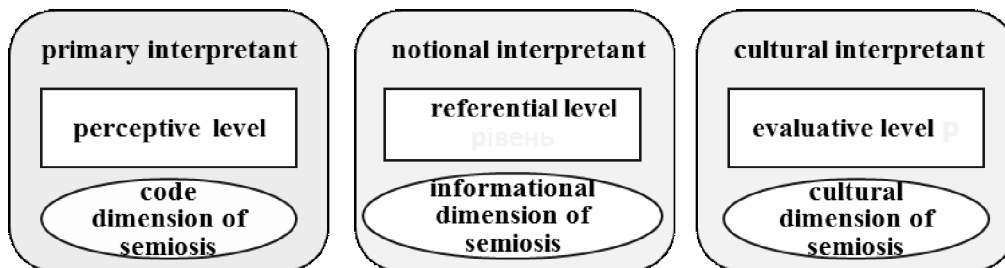 primary interpretant
perceptive level
code
dimension of
semiosis
notional interpretant
referential level
рівень
informational
dimension of
semiosis
cultural interpretant
evaluative level р
cultural
dimension of
semiosis